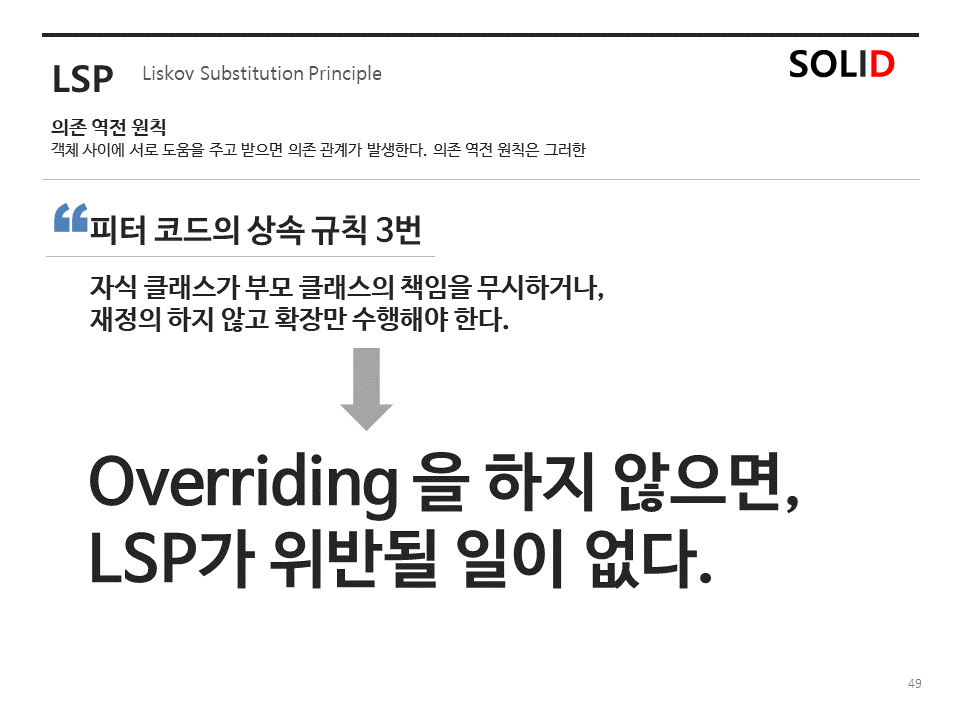 LSP
Liskov Substitution Principle
SOLID
의존 역전 원칙
객체 사이에 서로 도움을 주고 받으면 의존 관계가 발생한다. 의존 역전 원칙은 그러한
“피터 코드의 상속 규칙 3번
자식 클래스가 부모 클래스의 책임을 무시하거나,
재정의 하지 않고 확장만 수행해야 한다.
Overriding 을 하지 않으면,
LSP가 위반될 일이 없다.
49